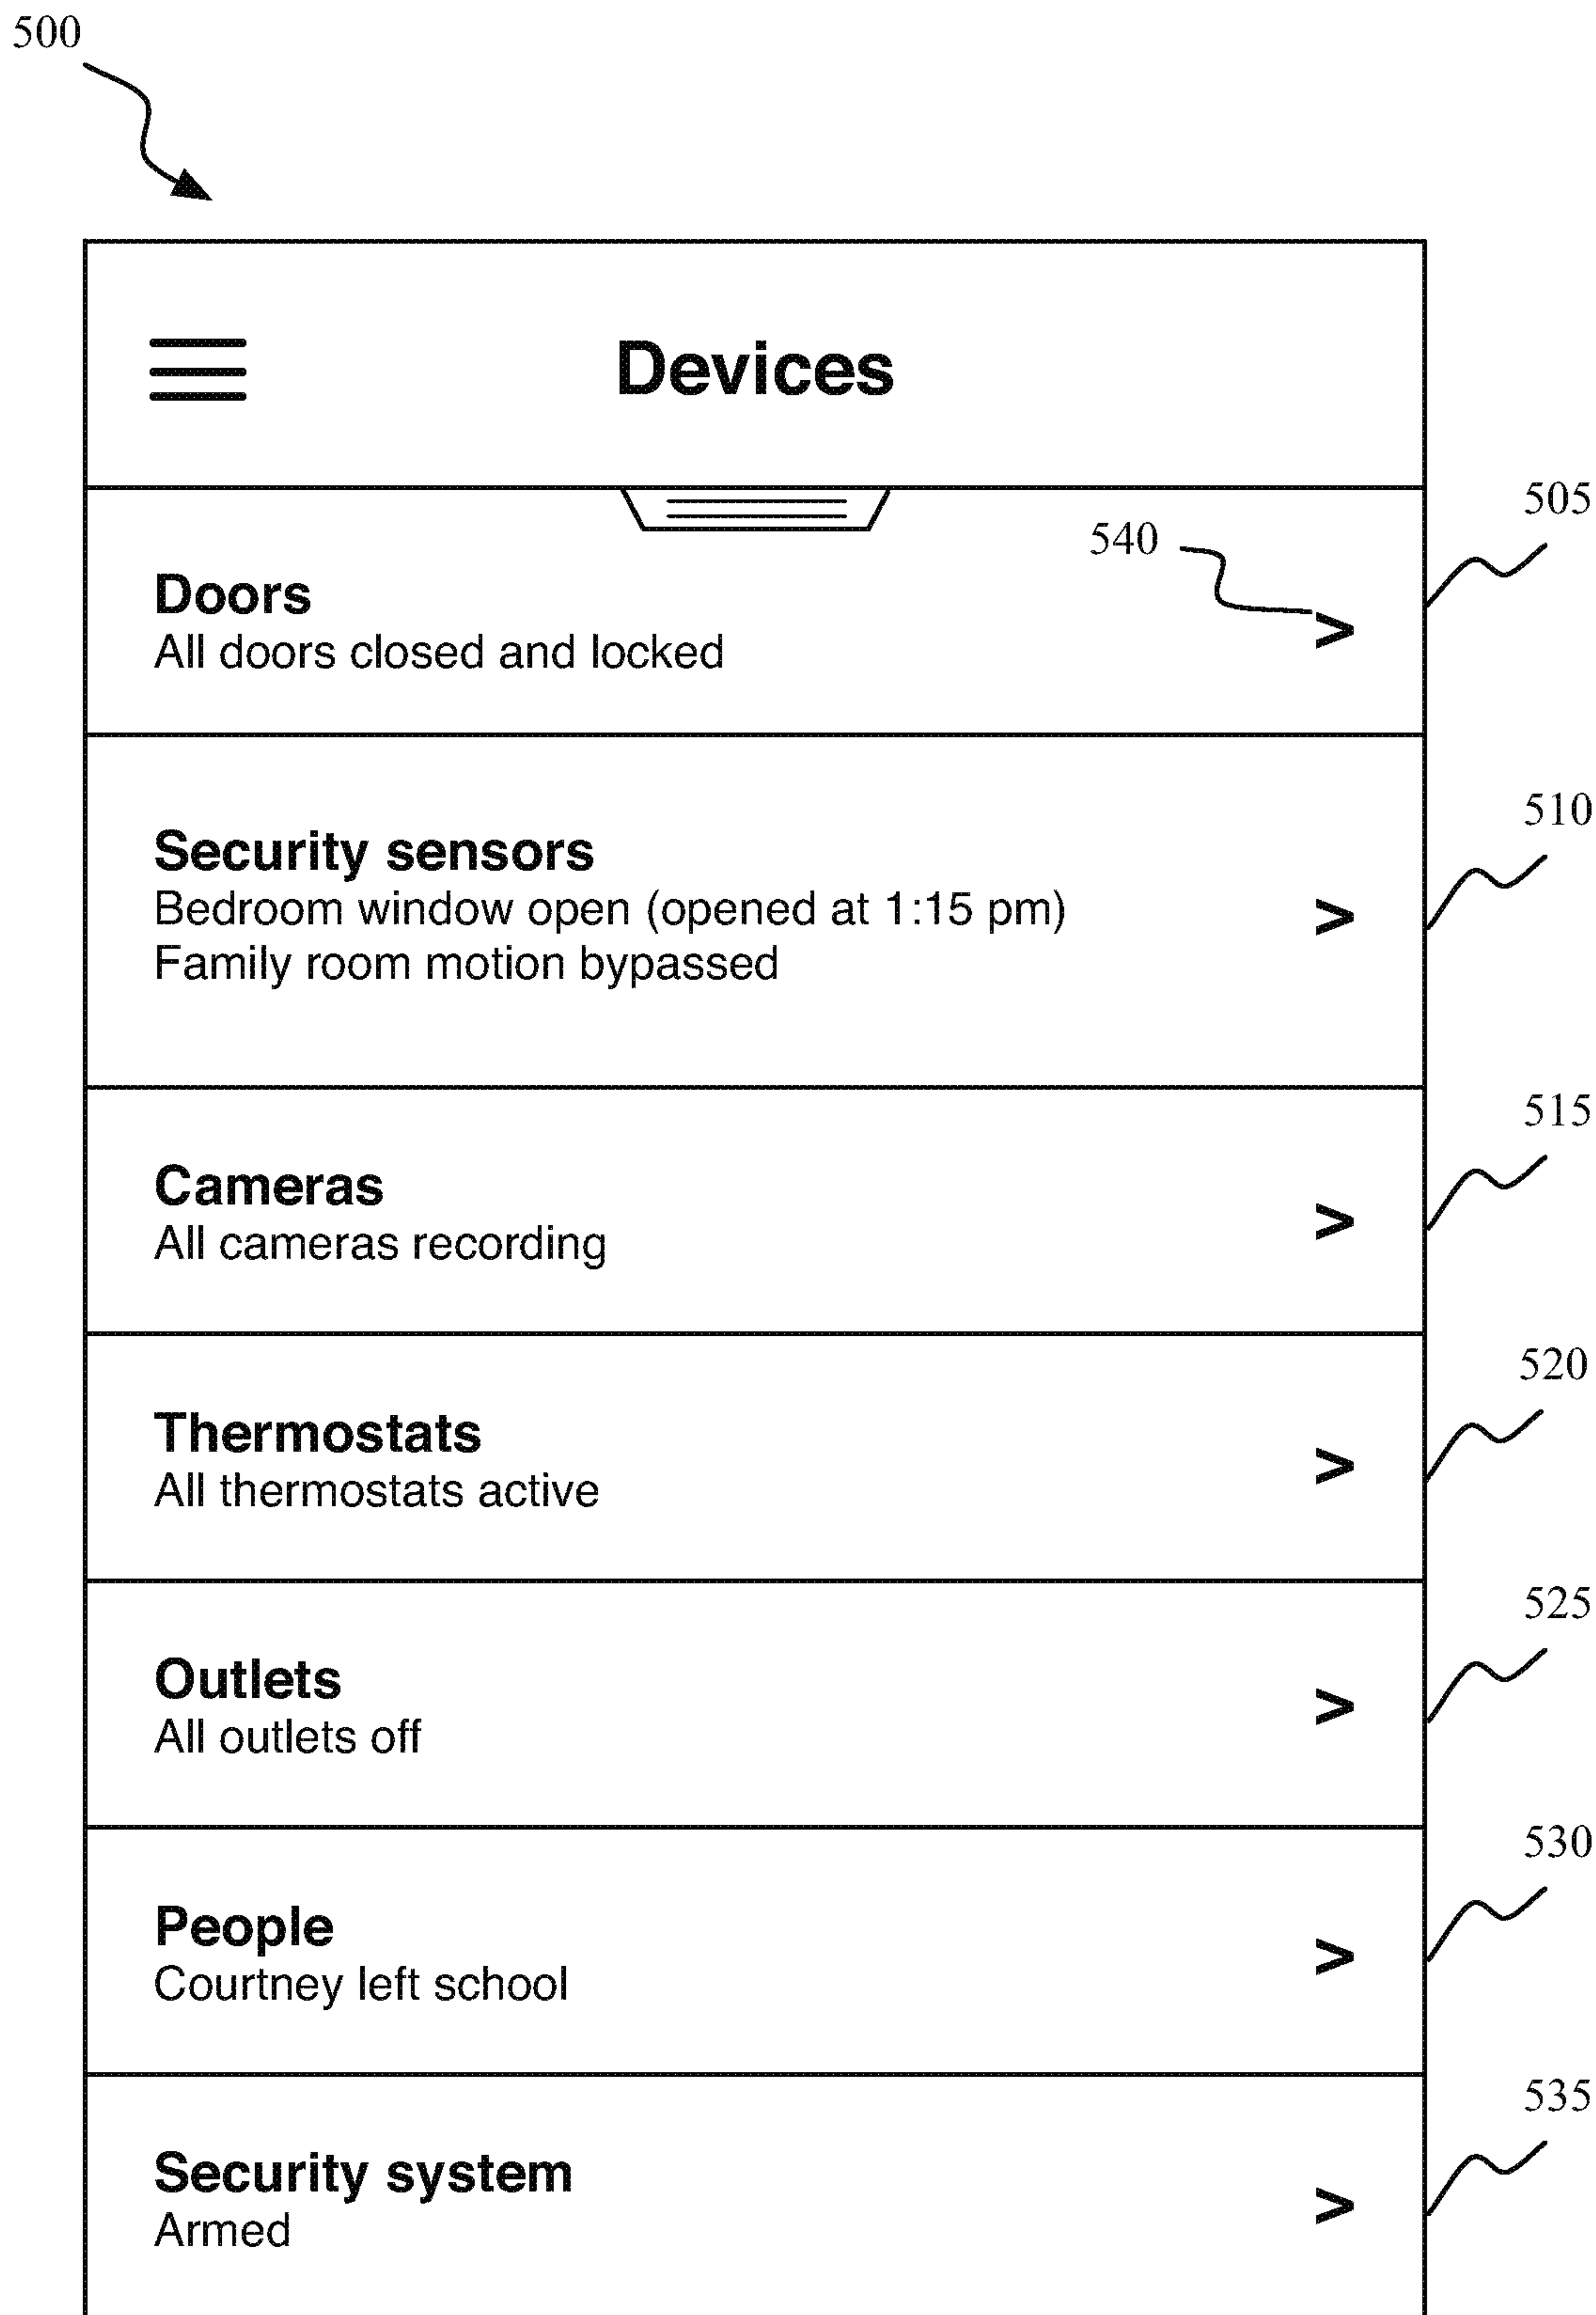 500
Devices
505
540
Doors
>
All doors closed and locked
510
Security sensors
Bedroom window open (opened at 1:15 pm)
>
Family room motion bypassed
515
Cameras
>
All cameras recording
520
Thermostats
>
All thermostats active
525
Outlets
>
All outlets off
530
People
>
Courtney left school
535
Security system
>
Armed